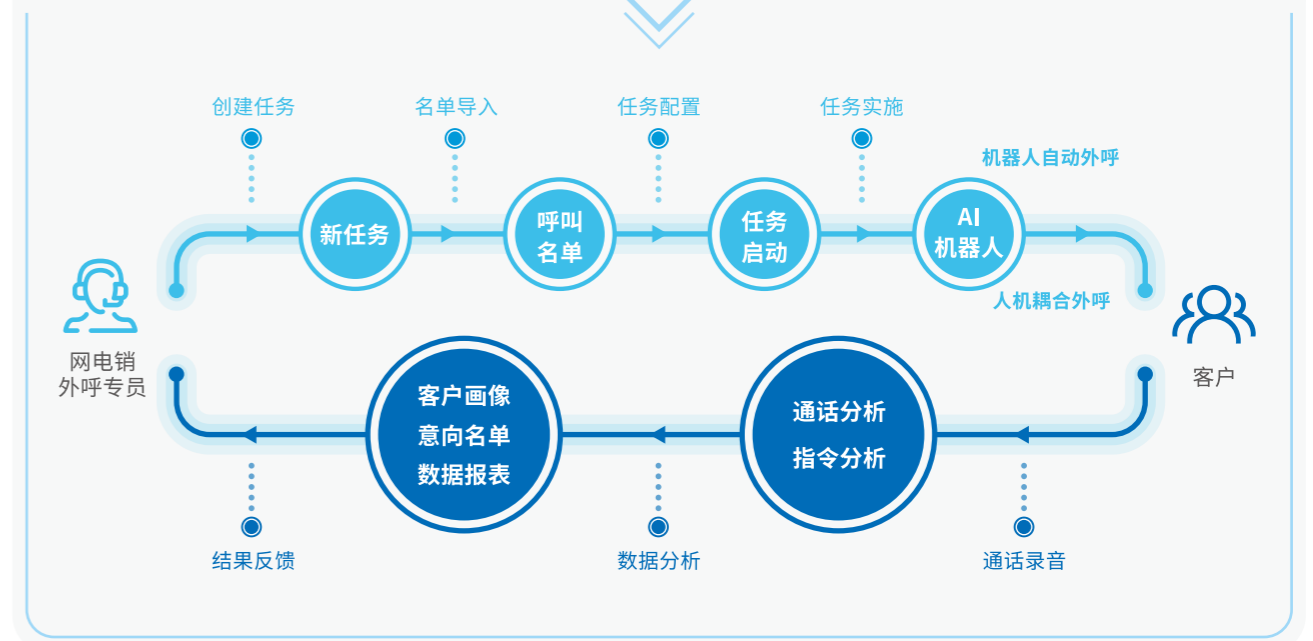 创建任务
名单导入
任务配置
任务实施
机器人自动外呼
新任务
呼叫
名单
任务
启动
AI
机器人
人机耦合外呼
网电销
外呼专员
客户
客户画像
意向名单
数据报表
通话分析
指令分析
结果反馈
数据分析
通话录音